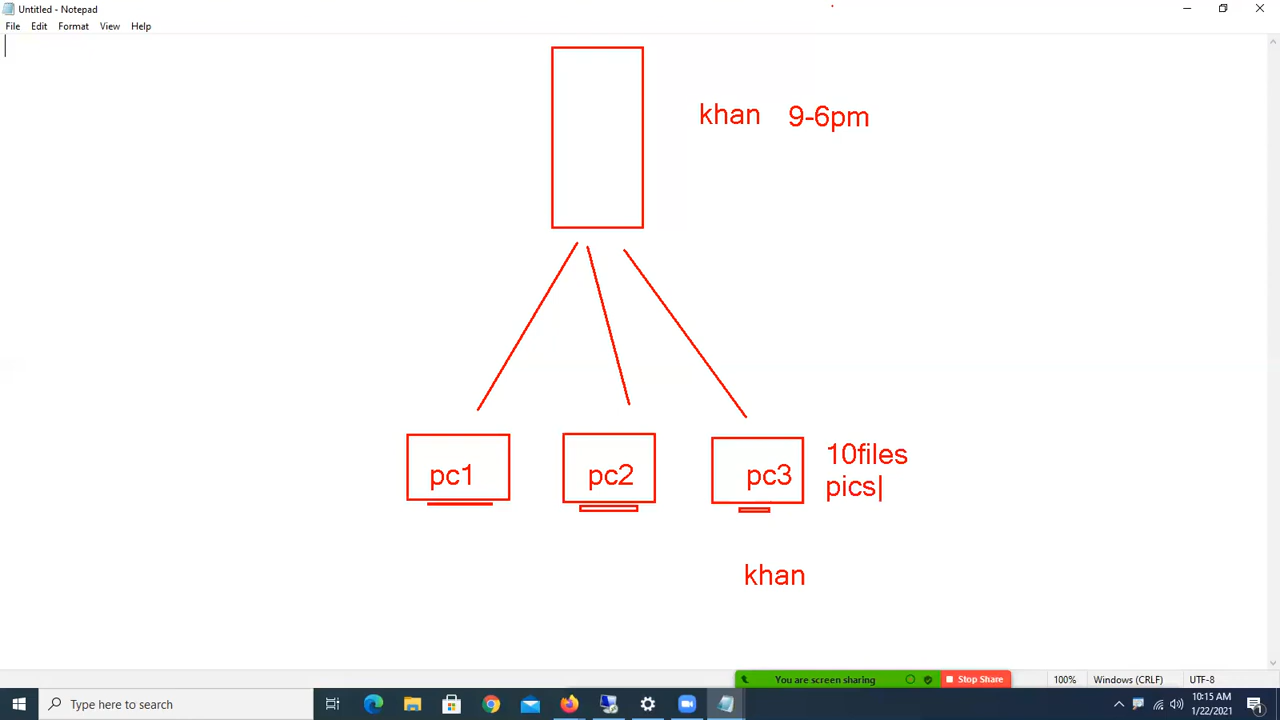 Untitled - Notepad
File Edit Format View Help
khan 9-6pm
pc1 pc2 pc3
10files
pics
khan
You are screen sharing Stop Share
100% Windows (CRLF) UTF-8
Type here to search
10:15 AM
1/22/2021
1